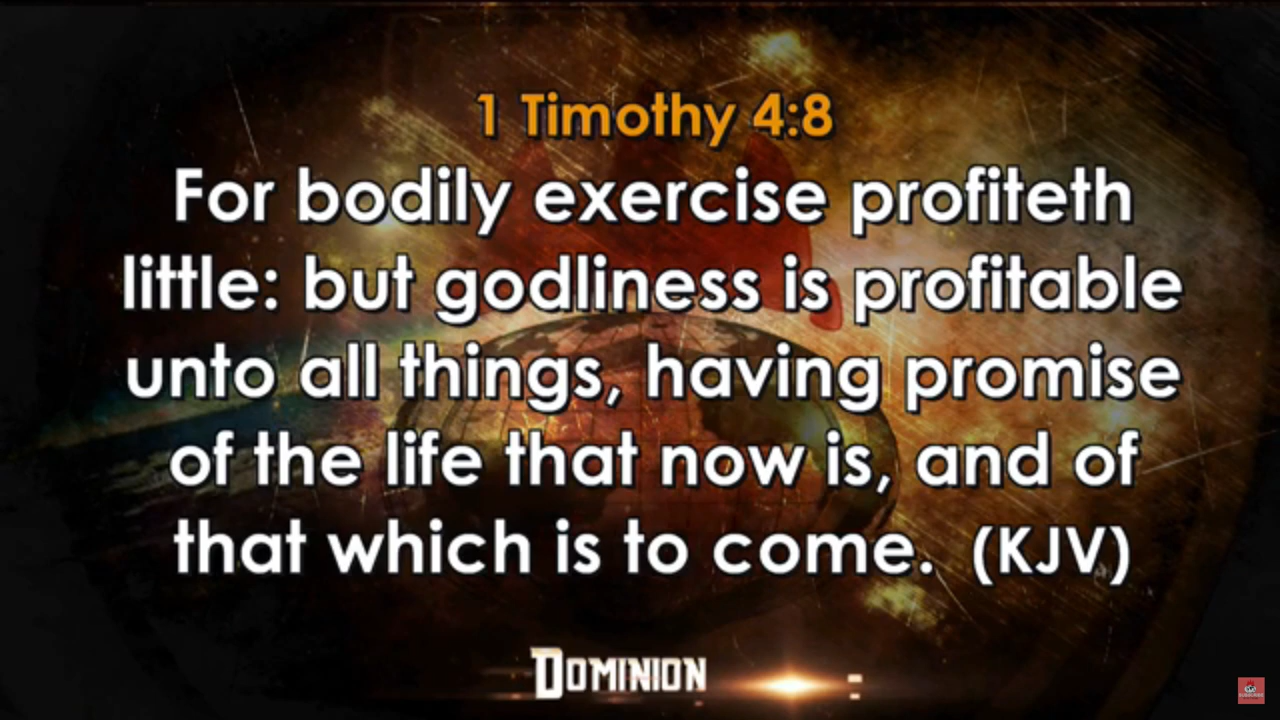 1 Timothy 4:8
For bodily exercise profiteth
little: but godliness is profitable
unto all things, having promise
of the life that now is, and of
that which is to come. (KJV)
DOMINION :